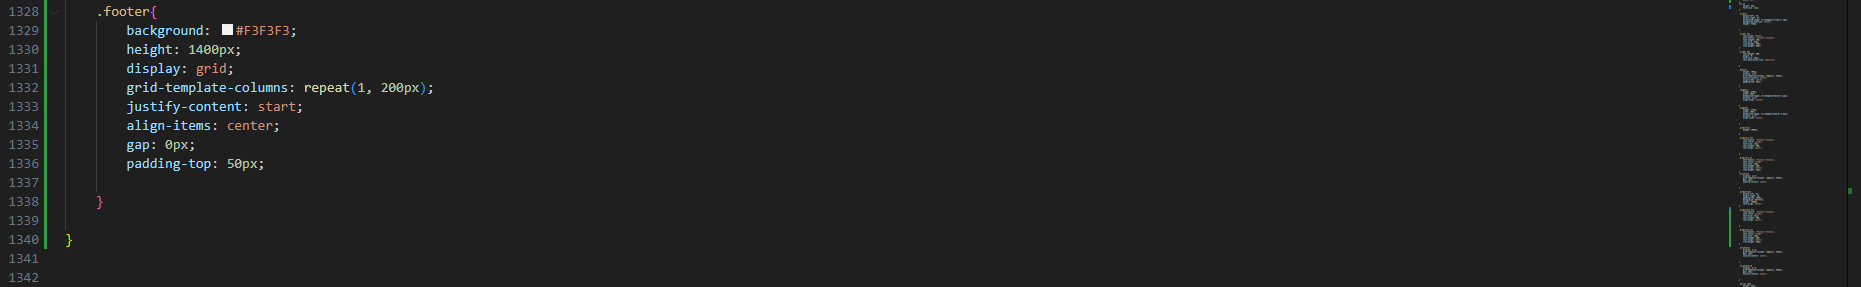 1328 .footer{
1329 background: #F3F3F3;
1330 height: 1400px;
1331 display: grid;
1332 grid-template-columns: repeat(1, 200px);
1333 justify-content: start;
1334 align-items: center;
1335 gap: 0px;
1336 padding-top: 50px;
1337
1338 }
1339
1340 }
1341
1342